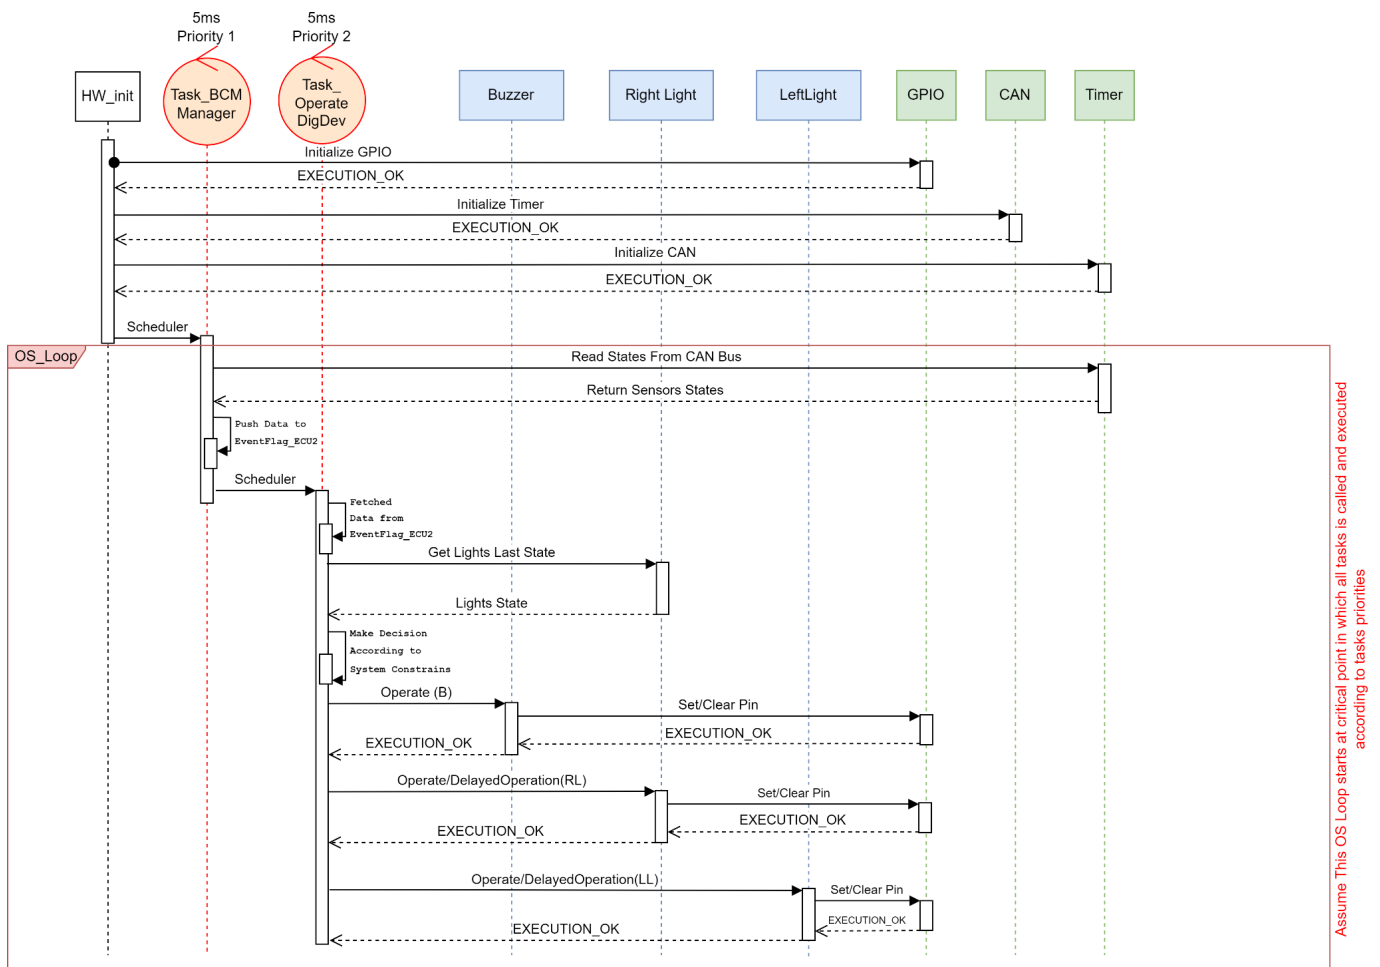 5ms
Priority 1
5ms
Priority 2
HW_init
Task_BCM
Manager
Task_
Operate
DigDev
Buzzer
Right Light
LeftLight
GPIO
CAN
Timer
Initialize GPIO
EXECUTION_OK
Initialize Timer
EXECUTION_OK
Initialize CAN
EXECUTION_OK
Scheduler
OS_Loop
Read States From CAN Bus
Return Sensors States
Push Data to
EventFlag_ECU2
Scheduler
Fetched
Data from
EventFlag_ECU2
Get Lights Last State
Lights State
Make Decision
According to
System Constrains
Operate (B)
Set/Clear Pin
EXECUTION_OK
EXECUTION_OK
Operate/DelayedOperation(RL)
Set/Clear Pin
EXECUTION_OK
EXECUTION_OK
Operate/DelayedOperation(LL)
Set/Clear Pin
EXECUTION_OK
EXECUTION_OK
Assume This OS Loop starts at critical point in which all tasks is called and executed
according to tasks priorities